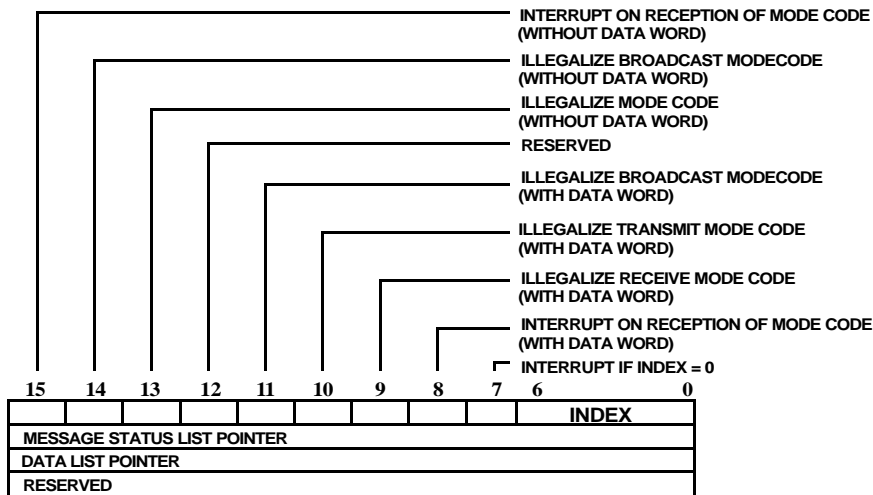 INTERRUPT ON RECEPTION OF MODE CODE
(WITHOUT DATA WORD)
ILLEGALIZE BROADCAST MODECODE
(WITHOUT DATA WORD)
ILLEGALIZE MODE CODE
(WITHOUT DATA WORD)
RESERVED
ILLEGALIZE BROADCAST MODECODE
(WITH DATA WORD)
ILLEGALIZE TRANSMIT MODE CODE
(WITH DATA WORD)
ILLEGALIZE RECEIVE MODE CODE
(WITH DATA WORD)
INTERRUPT ON RECEPTION OF MODE CODE
(WITH DATA WORD)
INTERRUPT IF INDEX = 0
15 14 13 12 11 10 9 8 7 6 0
INDEX
MESSAGE STATUS LIST POINTER
DATA LIST POINTER
RESERVED